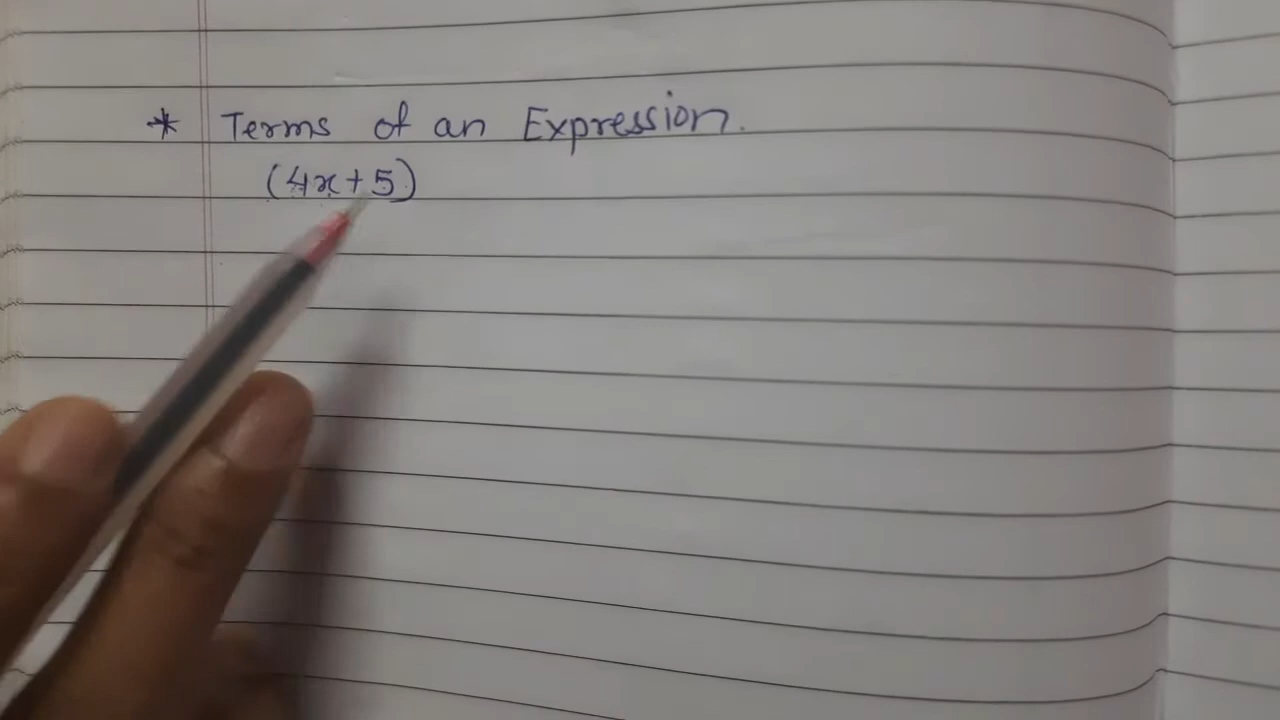 * Terms of an Expression.
(4x+5)